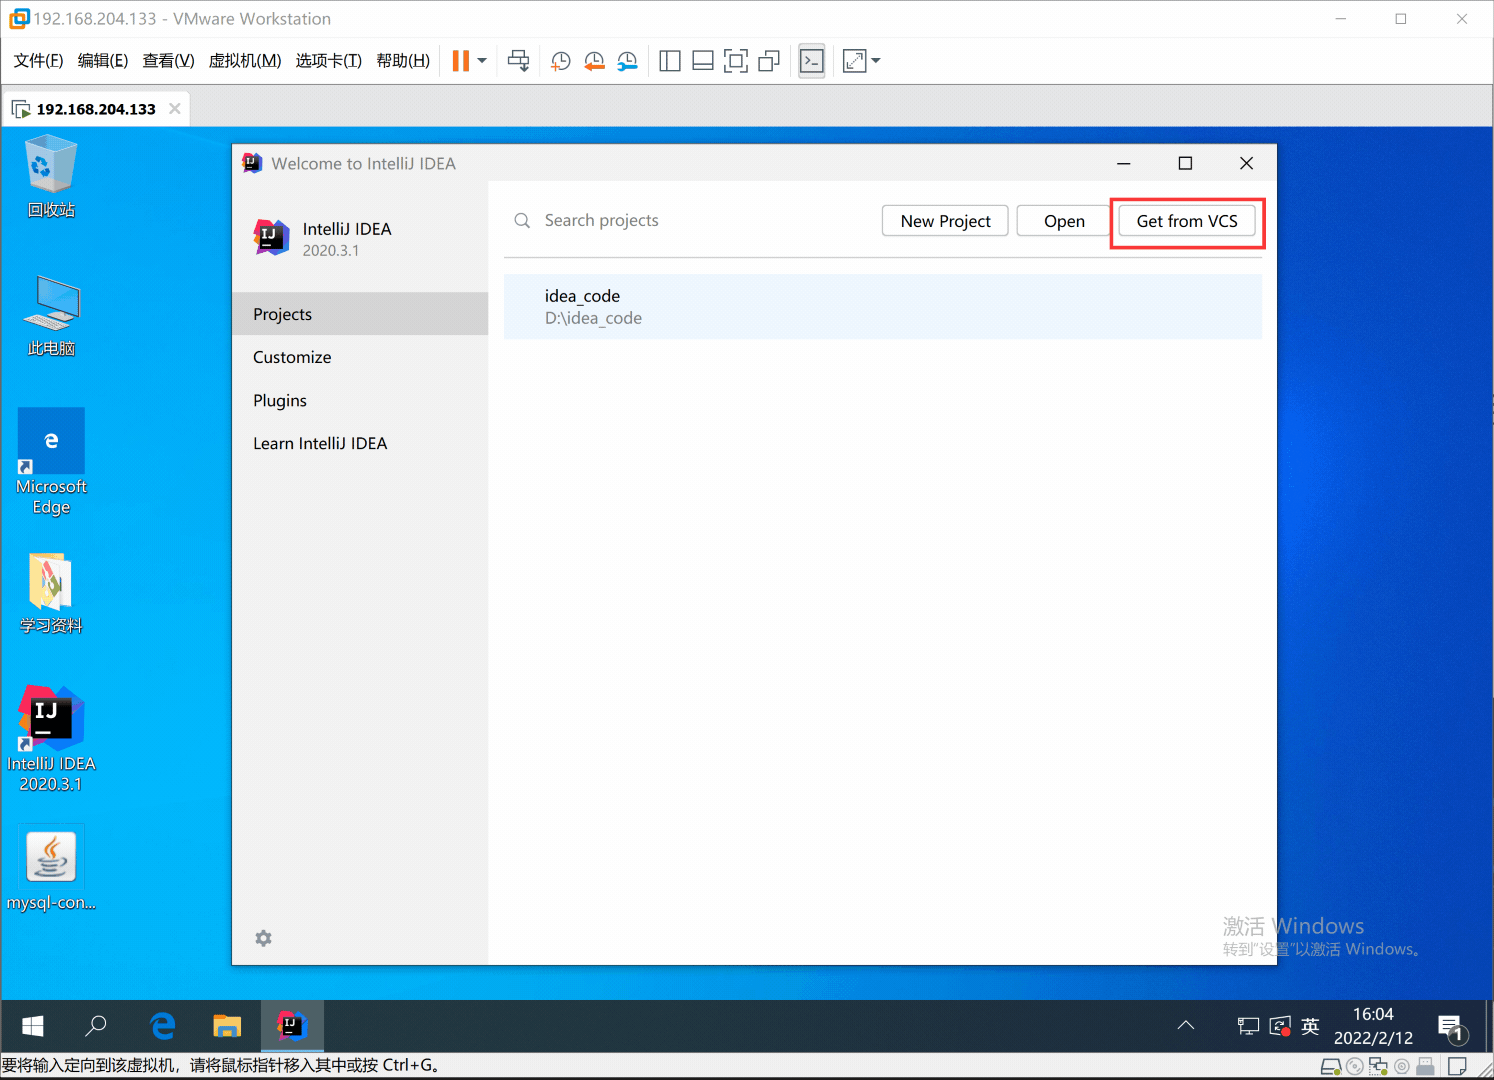 192.168.204.133 - VMware Workstation
文件(F) 编辑(E) 查看(V) 虚拟机(M) 选项卡(T) 帮助(H)
192.168.204.133
回收站
此电脑
Microsoft
Edge
学习资料
IntelliJ IDEA
2020.3.1
mysql-con...
Welcome to IntelliJ IDEA
IntelliJ IDEA
2020.3.1
Projects
Customize
Plugins
Learn IntelliJ IDEA
Search projects
New Project
Open
Get from VCS
idea_code
D:\idea_code
激活 Windows
转到"设置"以激活 Windows。
英
16:04
2022/2/12
1
要将输入定向到该虚拟机，请将鼠标指针移入其中或按 Ctrl+G。